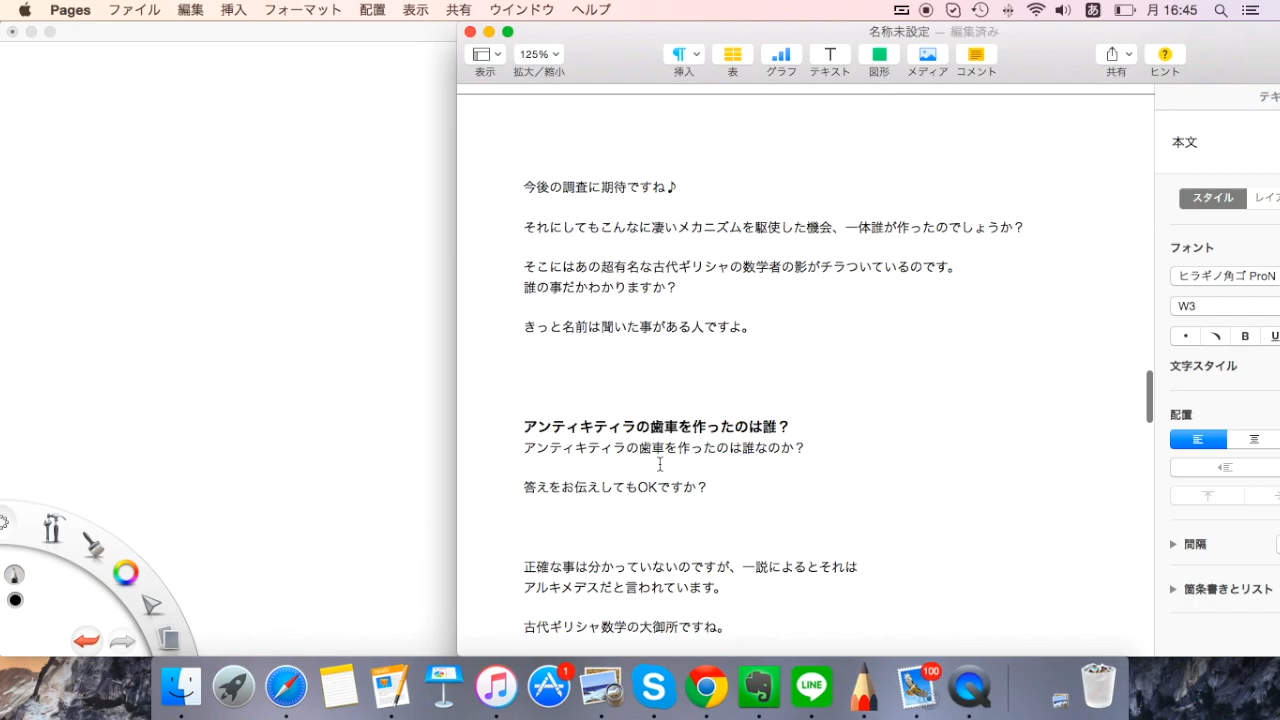 Pages ファイル 編集 挿入 フォーマット 配置 表示 共有 ウインドウ ヘルプ あ 月 16:45
名称未設定 — 編集済み
125%
表示 拡大／縮小 挿入 表 グラフ テキスト 図形 メディア コメント 共有 ヒント
今後の調査に期待ですね♪
それにしてもこんなに凄いメカニズムを駆使した機会、一体誰が作ったのでしょうか？
そこにはあの超有名な古代ギリシャの数学者の影がチラついているのです。
誰の事だかわかりますか？
きっと名前は聞いた事がある人ですよ。
アンティキティラの歯車を作ったのは誰？
アンティキティラの歯車を作ったのは誰なのか？
答えをお伝えしてもOKですか？
正確な事は分かっていないのですが、一説によるとそれは
アルキメデスだと言われています。
古代ギリシャ数学の大御所ですね。
テキ
本文
スタイル レイア
フォント
ヒラギノ角ゴ ProN
W3
B U
文字スタイル
配置
間隔
箇条書きとリスト
1
LINE
100